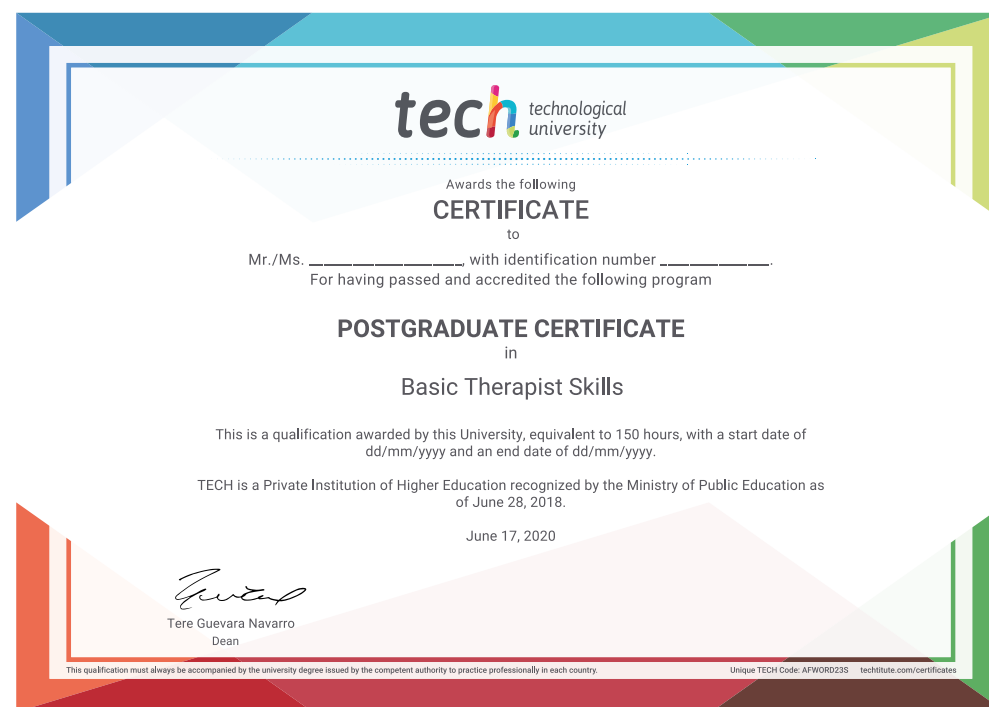 tech technological
university
Awards the following
CERTIFICATE
to
Mr./Ms. ____________________, with identification number ______________.
For having passed and accredited the following program
POSTGRADUATE CERTIFICATE
in
Basic Therapist Skills
This is a qualification awarded by this University, equivalent to 150 hours, with a start date of
dd/mm/yyyy and an end date of dd/mm/yyyy.
TECH is a Private Institution of Higher Education recognized by the Ministry of Public Education as
of June 28, 2018.
June 17, 2020
Tere Guevara Navarro
Dean
This qualification must always be accompanied by the university degree issued by the competent authority to practice professionally in each country. Unique TECH Code: AFWORD23S techtitute.com/certificates